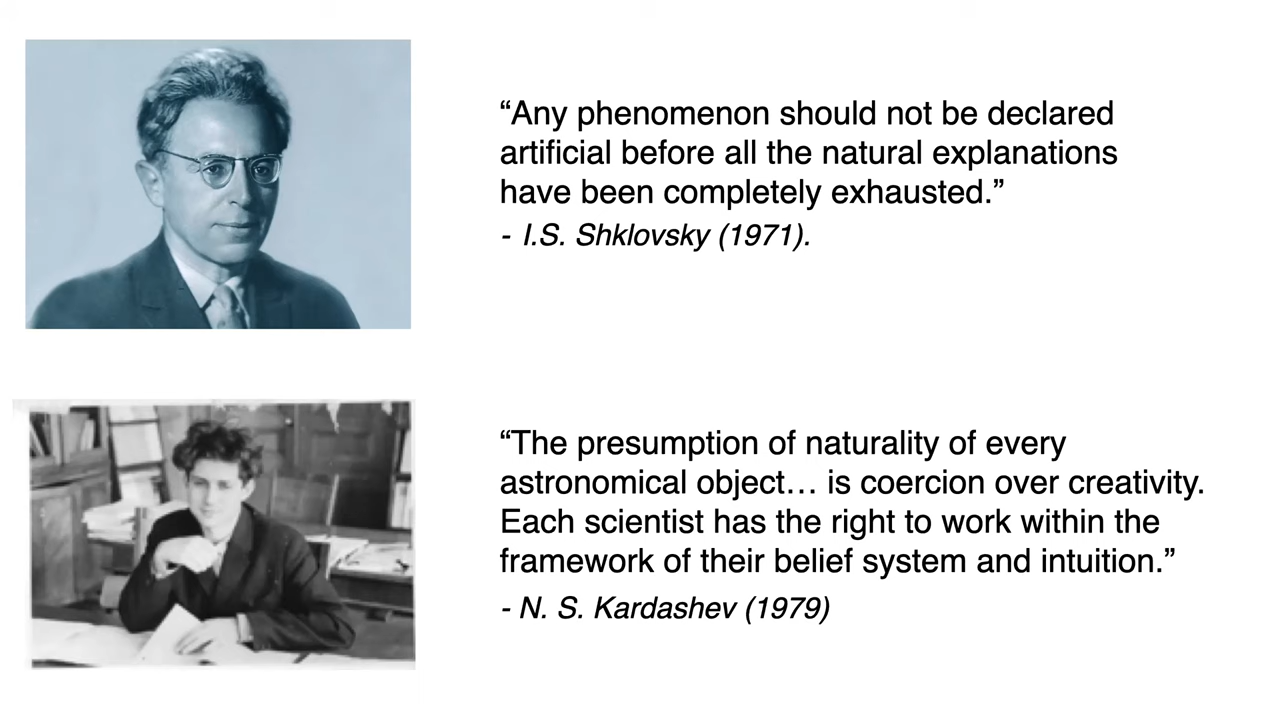 “Any phenomenon should not be declared
artificial before all the natural explanations
have been completely exhausted.”
- I.S. Shklovsky (1971).
“The presumption of naturality of every
astronomical object… is coercion over creativity.
Each scientist has the right to work within the
framework of their belief system and intuition.”
- N. S. Kardashev (1979)